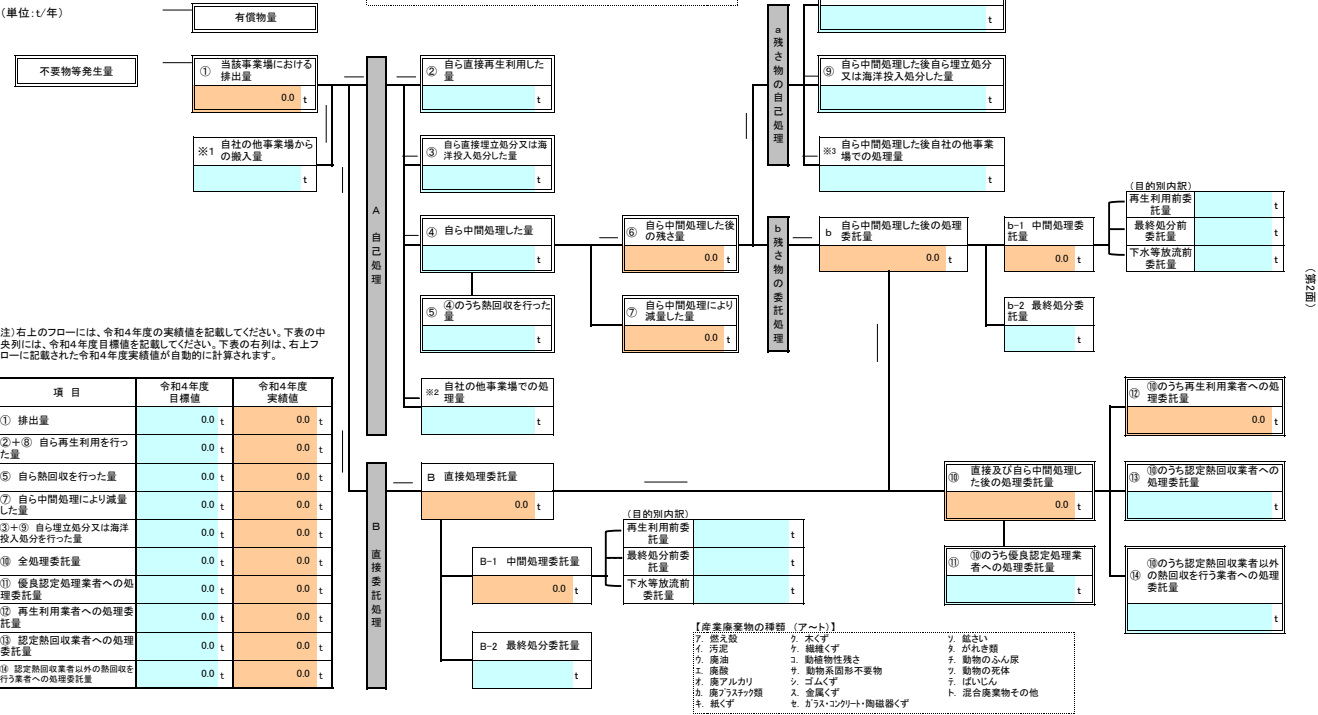 (単位:t/年)
有償物量
不要物等発生量
① 当該事業場における
排出量
0.0 t
※1 自社の他事業場から
の搬入量
t
A
自
己
処
理
② 自ら直接再生利用した
量
t
③ 自ら直接埋立処分又は海
洋投入処分した量
t
④ 自ら中間処理した量
t
⑤ ④のうち熱回収を行った
量
t
※2 自社の他事業場での処
理量
t
⑥ 自ら中間処理した後
の残さ量
0.0 t
⑦ 自ら中間処理により
減量した量
0.0 t
a
残
さ
物
の
自
己
処
理
t
⑨ 自ら中間処理した後自ら埋立処分
又は海洋投入処分した量
t
※3 自ら中間処理した後自社の他事業
場での処理量
t
b
残
さ
物
の
委
託
処
理
b 自ら中間処理した後の処理
委託量
0.0 t
b-1 中間処理委
託量
0.0 t
b-2 最終処分委
託量
t
(目的別内訳)
再生利用前委
託量
t
最終処分前
委託量
t
下水等放流前
委託量
t
(第2面)
注)右上のフローには、令和4年度の実績値を記載してください。下表の中
央列には、令和4年度目標値を記載してください。下表の右列は、右上フ
ローに記載された令和4年度実績値が自動的に計算されます。
項 目 令和4年度
目標値 令和4年度
実績値
① 排出量 0.0 t 0.0 t
②+⑧ 自ら再生利用を行っ
た量 0.0 t 0.0 t
⑤ 自ら熱回収を行った量 0.0 t 0.0 t
⑦ 自ら中間処理により減量
した量 0.0 t 0.0 t
③+⑨ 自ら埋立処分又は海洋
投入処分を行った量 0.0 t 0.0 t
⑩ 全処理委託量 0.0 t 0.0 t
⑪ 優良認定処理業者への処
理委託量 0.0 t 0.0 t
⑫ 再生利用業者への処理委
託量 0.0 t 0.0 t
⑬ 認定熱回収業者への処理
委託量 0.0 t 0.0 t
⑭ 認定熱回収業者以外の熱回収を
行う業者への処理委託量 0.0 t 0.0 t
B
直
接
委
託
処
理
B 直接処理委託量
0.0 t
B-1 中間処理委託量
0.0 t
B-2 最終処分委託量
t
(目的別内訳)
再生利用前委
託量
t
最終処分前委
託量
t
下水等放流前
委託量
t
⑩ 直接及び自ら中間処理し
た後の処理委託量
0.0 t
⑪ ⑩のうち優良認定処理業
者への処理委託量
t
⑫ ⑩のうち再生利用業者への処
理委託量
0.0 t
⑬ ⑩のうち認定熱回収業者への
処理委託量
t
⑭ ⑩のうち認定熱回収業者以外
の熱回収を行う業者への処理
委託量
t
【産業廃棄物の種類 (ア~ト)】
ア. 燃え殻 ク. 木くず ソ. 鉱さい
イ. 汚泥 ケ. 繊維くず タ. がれき類
ウ. 廃油 コ. 動植物性残さ チ. 動物のふん尿
エ. 廃酸 サ. 動物系固形不要物 ツ. 動物の死体
オ. 廃アルカリ シ. ゴムくず テ. ばいじん
カ. 廃プラスチック類 ス. 金属くず ト. 混合廃棄物その他
キ. 紙くず セ. ガラス・コンクリート・陶磁器くず